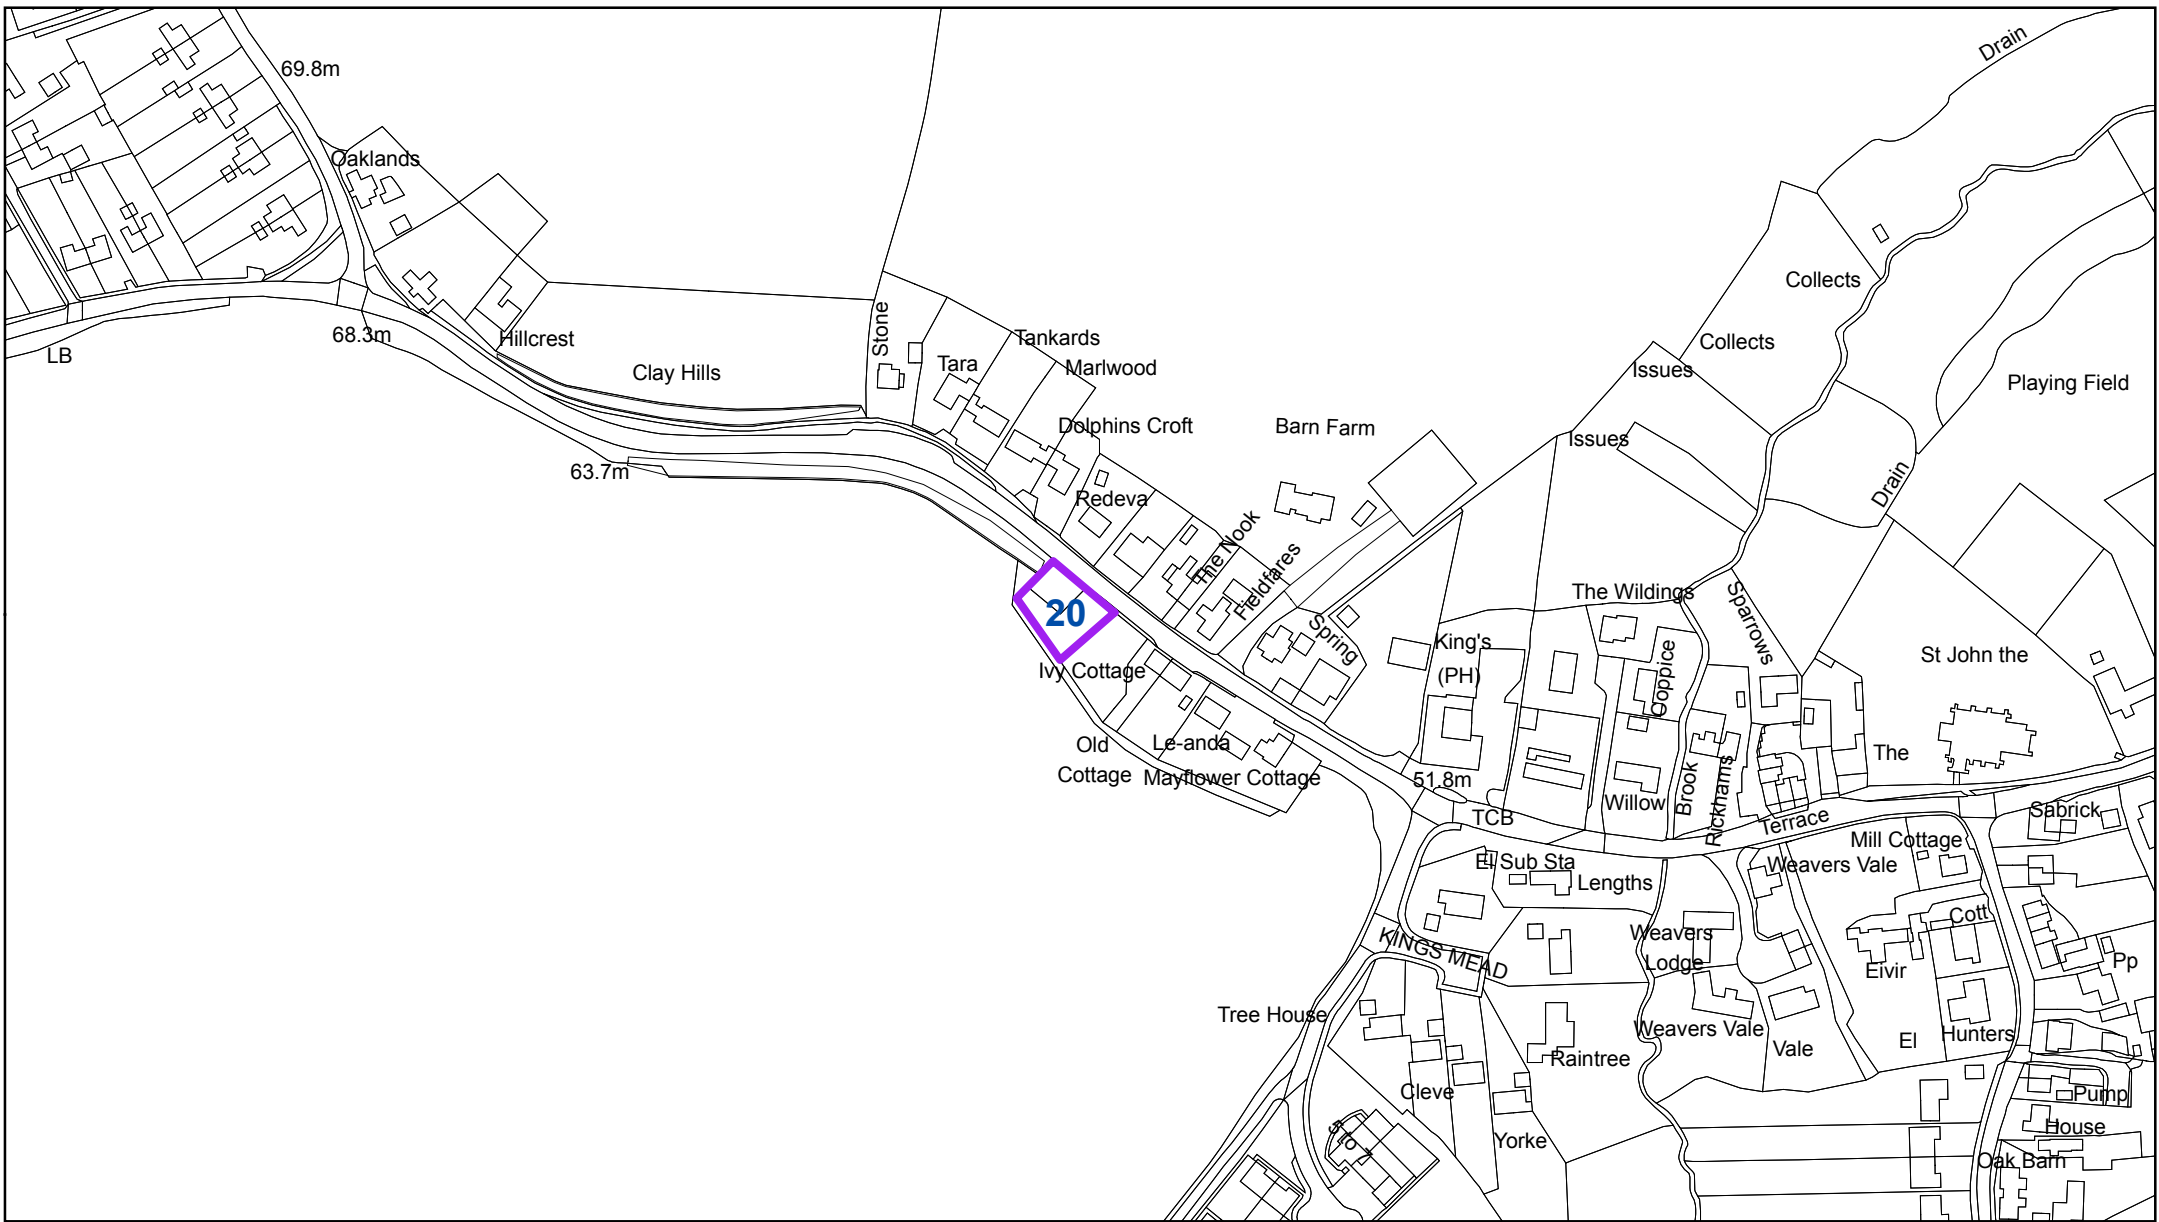 Drain
69.8m
Oaklands
Collects
Stone
68.3m
Hillcrest
Tankards
Collects
LB
Clay Hills
Tara
Marlwood
Issues
Playing Field
Dolphins Croft
Barn Farm
Issues
63.7m
Redeva
Drain
The Nook
Fieldfares
The Wildings
20
Sparrows
Spring
King's
(PH)
Coppice
St John the
Ivy Cottage
Old
Cottage
Le-anda
Mayflower Cottage
The
51.8m
Willow
Brook
Rickhams
TCB
Terrace
Sabrick
Mill Cottage
El Sub Sta
Weavers Vale
Lengths
Cott
KINGS MEAD
Weavers
Lodge
Eivir
Pp
Tree House
Weavers Vale
Vale
El
Hunters
Raintree
Cleve
Pump
House
Yorke
5 to 7
Oak Barn